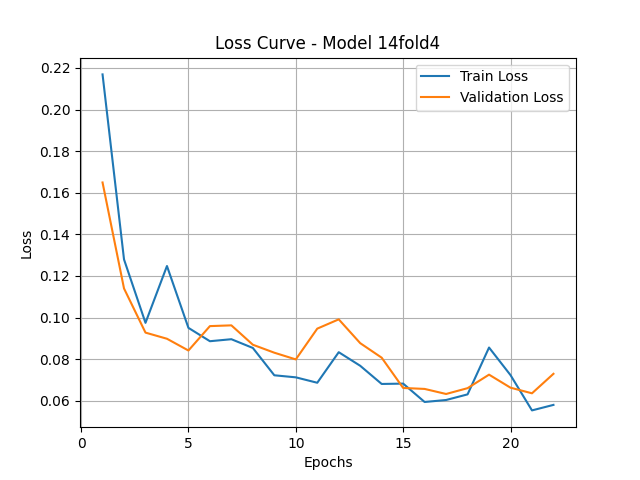 Loss Curve - Model 14fold4
Train Loss
Validation Loss
0.22
0.20
0.18
0.16
0.14
0.12
0.10
0.08
0.06
Loss
0 5 10 15 20
Epochs